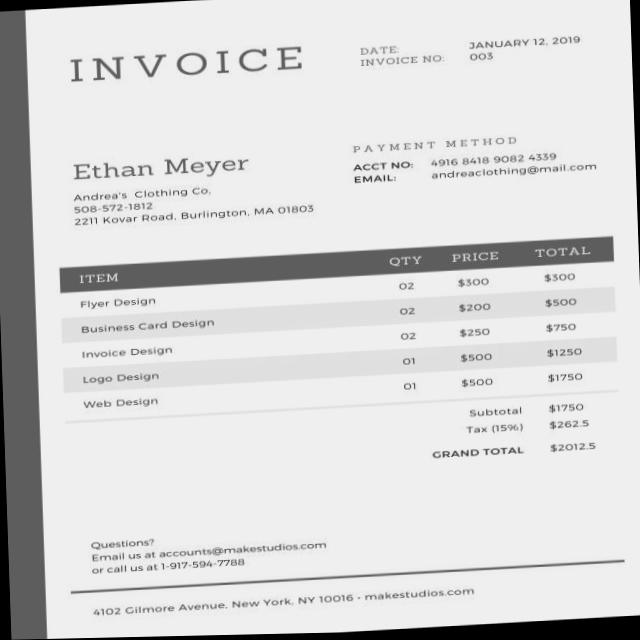 INVOICE
DATE: JANUARY 12, 2019
INVOICE NO: 003
PAYMENT METHOD
ACCT NO: 4916 8418 9082 4339
EMAIL: andreaclothing@mail.com
Ethan Meyer
Andrea's Clothing Co,
508-572-1812
2211 Kovar Road, Burlington, MA 01803
ITEM QTY PRICE TOTAL
Flyer Design 02 $300 $300
Business Card Design 02 $200 $500
Invoice Design 02 $250 $750
Logo Design 01 $500 $1250
Web Design 01 $500 $1750
Subtotal $1750
Tax (15%) $262.5
GRAND TOTAL $2012.5
Questions?
Email us at accounts@makestudios.com
or call us at 1-917-594-7788
4102 Gilmore Avenue, New York, NY 10016 • makestudios.com